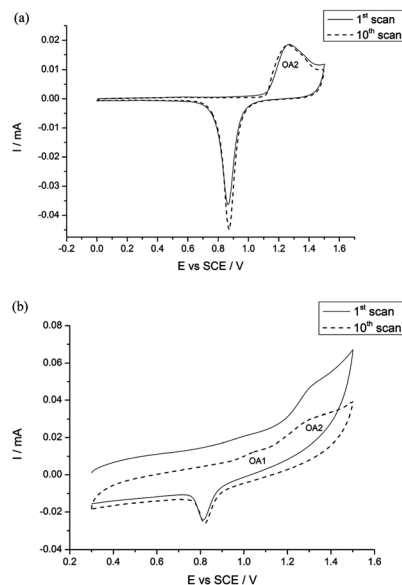 (a)
1st scan
10th scan
OA2
0.02
0.01
0.00
-0.01
-0.02
-0.03
-0.04
I / mA
-0.2 0.0 0.2 0.4 0.6 0.8 1.0 1.2 1.4 1.6
E vs SCE / V
(b)
1st scan
10th scan
0.08
0.06
0.04
0.02
0.00
-0.02
-0.04
I / mA
OA1
OA2
0.2 0.4 0.6 0.8 1.0 1.2 1.4 1.6
E vs SCE / V